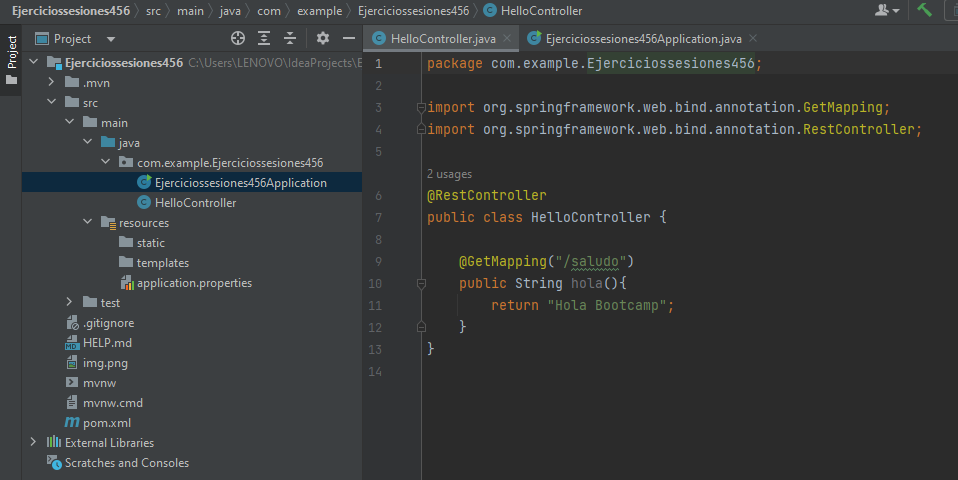 Ejerciciossesiones456 › src › main › java › com › example › Ejerciciossesiones456 › HelloController
Project
Project
HelloController.java
Ejerciciossesiones456Application.java
Ejerciciossesiones456 C:\Users\LENOVO\IdeaProjects\E
.mvn
src
main
java
com.example.Ejerciciossesiones456
Ejerciciossesiones456Application
HelloController
resources
static
templates
application.properties
test
.gitignore
HELP.md
img.png
mvnw
mvnw.cmd
pom.xml
External Libraries
Scratches and Consoles
1 package com.example.Ejerciciossesiones456;
2
3 import org.springframework.web.bind.annotation.GetMapping;
4 import org.springframework.web.bind.annotation.RestController;
5
2 usages
6 @RestController
7 public class HelloController {
8
9 @GetMapping("/saludo")
10 public String hola(){
11 return "Hola Bootcamp";
12 }
13 }
14